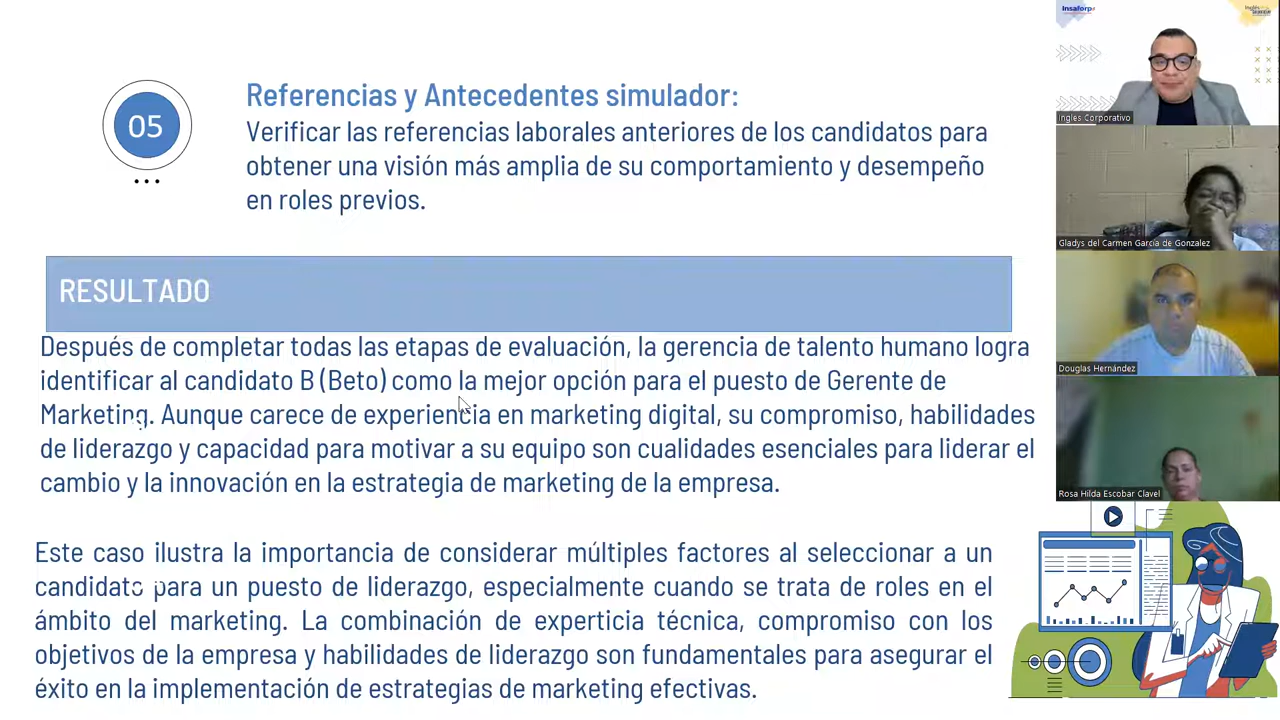 05
Referencias y Antecedentes simulador:
Verificar las referencias laborales anteriores de los candidatos para
obtener una visión más amplia de su comportamiento y desempeño
en roles previos.
RESULTADO
Después de completar todas las etapas de evaluación, la gerencia de talento humano logra
identificar al candidato B (Beto) como la mejor opción para el puesto de Gerente de
Marketing. Aunque carece de experiencia en marketing digital, su compromiso, habilidades
de liderazgo y capacidad para motivar a su equipo son cualidades esenciales para liderar el
cambio y la innovación en la estrategia de marketing de la empresa.
Este caso ilustra la importancia de considerar múltiples factores al seleccionar a un
candidato para un puesto de liderazgo, especialmente cuando se trata de roles en el
ámbito del marketing. La combinación de experticia técnica, compromiso con los
objetivos de la empresa y habilidades de liderazgo son fundamentales para asegurar el
éxito en la implementación de estrategias de marketing efectivas.
Insaforp
Ingles Corporativo
Gladys del Carmen García de Gonzalez
Douglas Hernández
Rosa Hilda Escobar Clavel